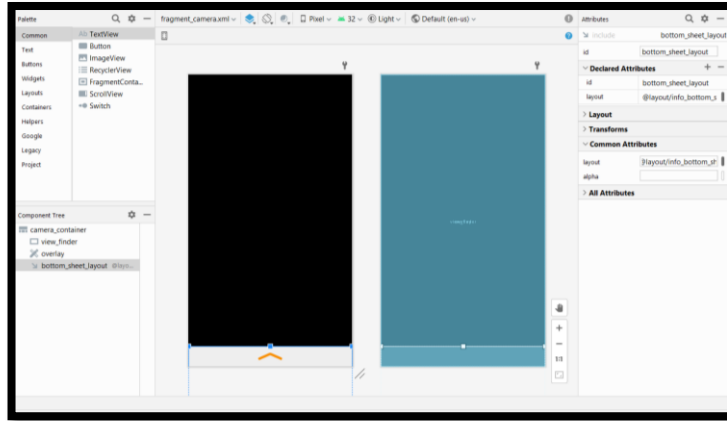 Palette
fragment_camera.xml
Pixel
32
Light
Default (en-us)
Attributes
Common
Text
Buttons
Widgets
Layouts
Containers
Helpers
Google
Legacy
Project
Ab TextView
Button
ImageView
RecyclerView
FragmentConta...
ScrollView
Switch
include
bottom_sheet_layout
id
bottom_sheet_layout
Declared Attributes
id
bottom_sheet_layout
layout
@layout/info_bottom_s
Layout
Transforms
Common Attributes
layout
layout/info_bottom_sh
alpha
All Attributes
Component Tree
camera_container
view_finder
overlay
bottom_sheet_layout @layo...
1:1